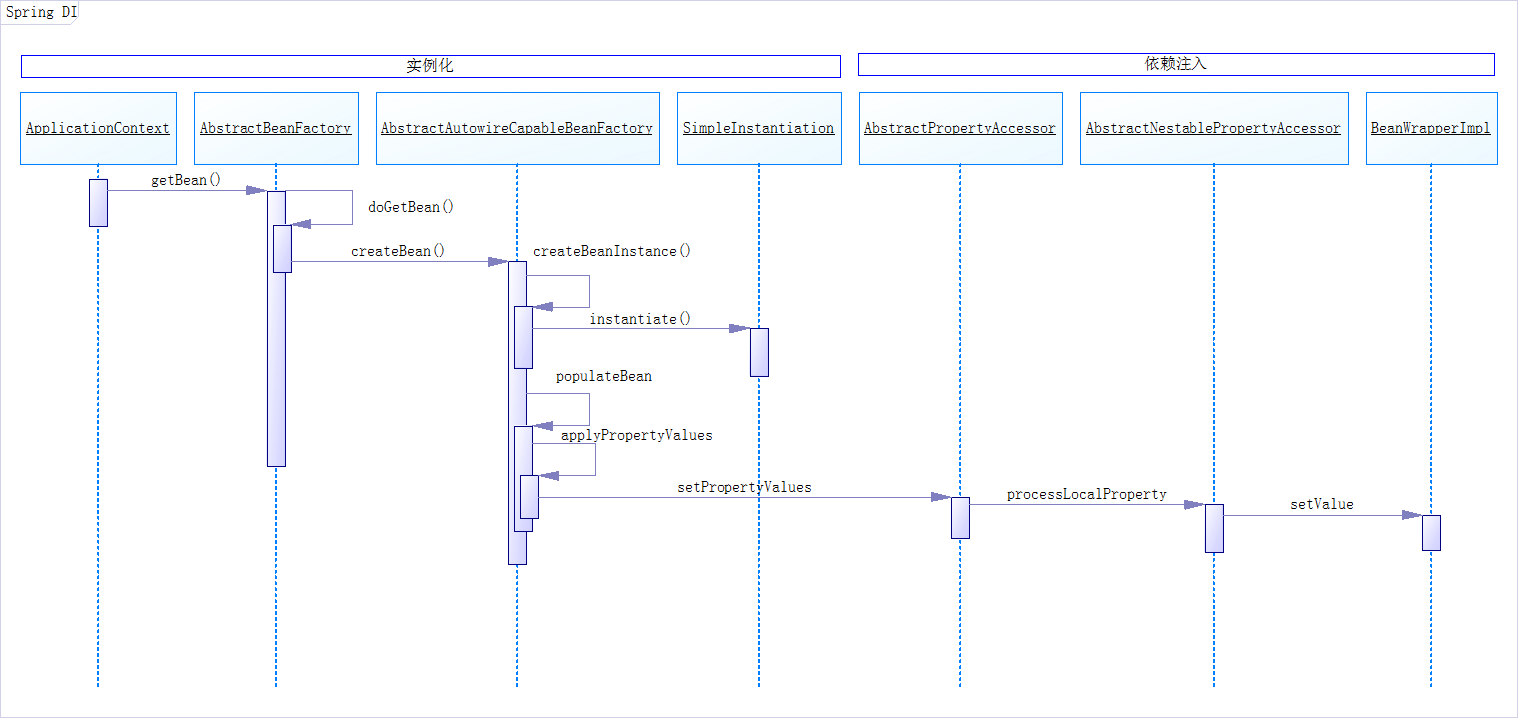 Spring DI
实例化
依赖注入
ApplicationContext
AbstractBeanFactory
AbstractAutowireCapableBeanFactory
SimpleInstantiation
AbstractPropertyAccessor
AbstractNestablePropertyAccessor
BeanWrapperImpl
getBean()
doGetBean()
createBean()
createBeanInstance()
instantiate()
populateBean
applyPropertyValues
setPropertyValues
processLocalProperty
setValue